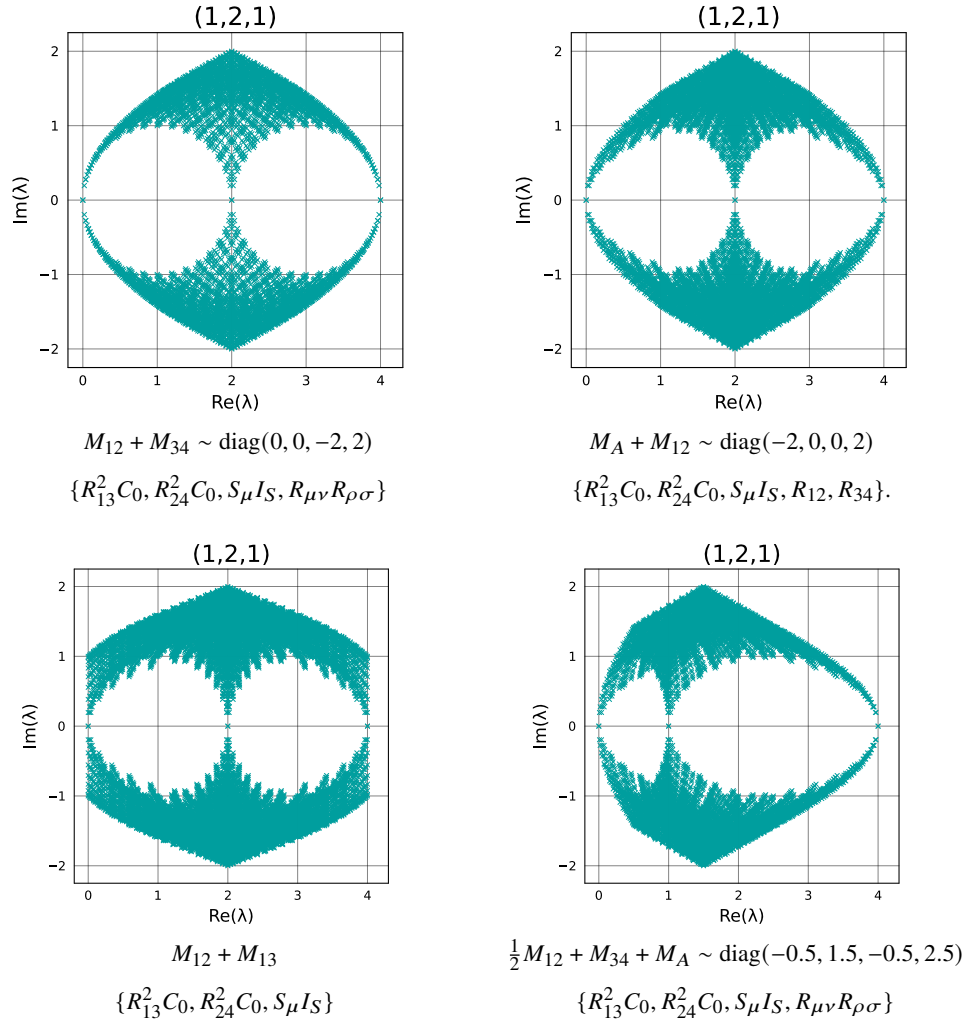 (1,2,1)
2
1
0
−1
−2
Im(λ)
0
1
2
3
4
Re(λ)
M₁₂ + M₃₄ ∼ diag(0, 0, −2, 2)
{R²₁₃C₀, R²₂₄C₀, S_μI_S, R_μνR_ρσ}
(1,2,1)
2
1
0
−1
−2
Im(λ)
0
1
2
3
4
Re(λ)
M_A + M₁₂ ∼ diag(−2, 0, 0, 2)
{R²₁₃C₀, R²₂₄C₀, S_μI_S, R₁₂, R₃₄}.
(1,2,1)
2
1
0
−1
−2
Im(λ)
0
1
2
3
4
Re(λ)
M₁₂ + M₁₃
{R²₁₃C₀, R²₂₄C₀, S_μI_S}
(1,2,1)
2
1
0
−1
−2
Im(λ)
0
1
2
3
4
Re(λ)
½M₁₂ + M₃₄ + M_A ∼ diag(−0.5, 1.5, −0.5, 2.5)
{R²₁₃C₀, R²₂₄C₀, S_μI_S, R_μνR_ρσ}